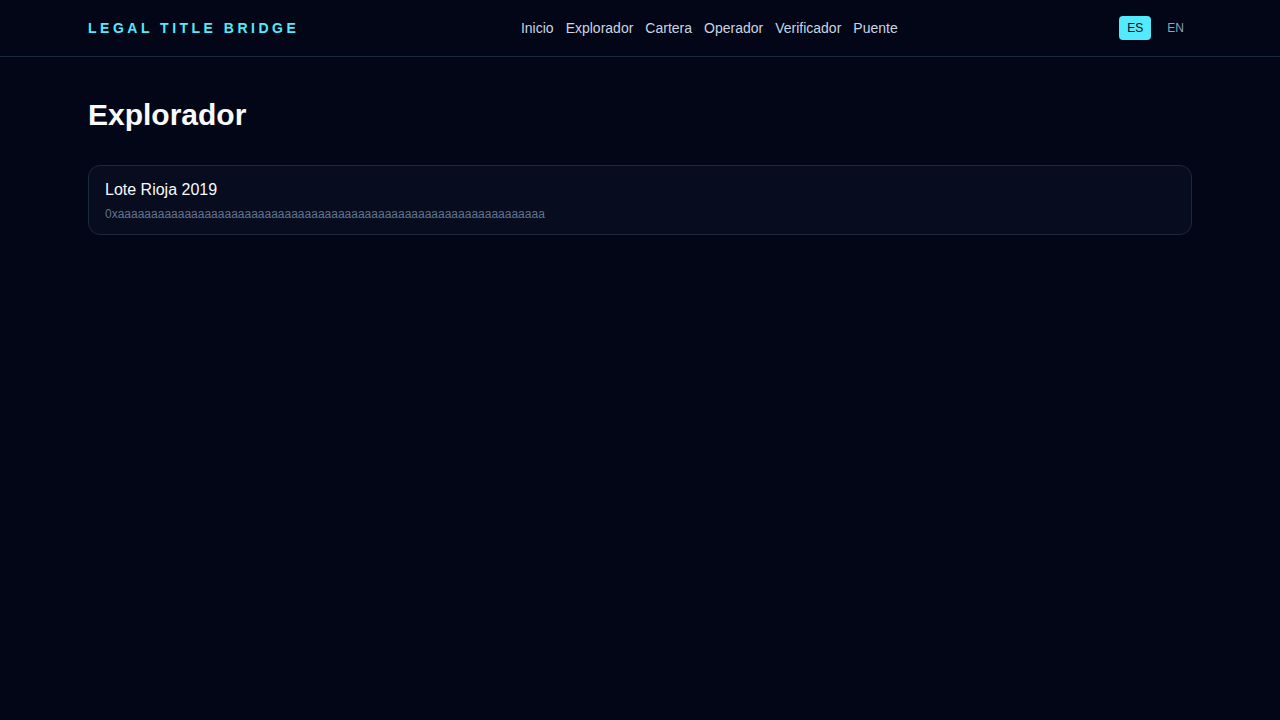 LEGAL TITLE BRIDGE
Inicio Explorador Cartera Operador Verificador Puente
ES EN
Explorador
Lote Rioja 2019
0xaaaaaaaaaaaaaaaaaaaaaaaaaaaaaaaaaaaaaaaaaaaaaaaaaaaaaaaaaaaaaaaa